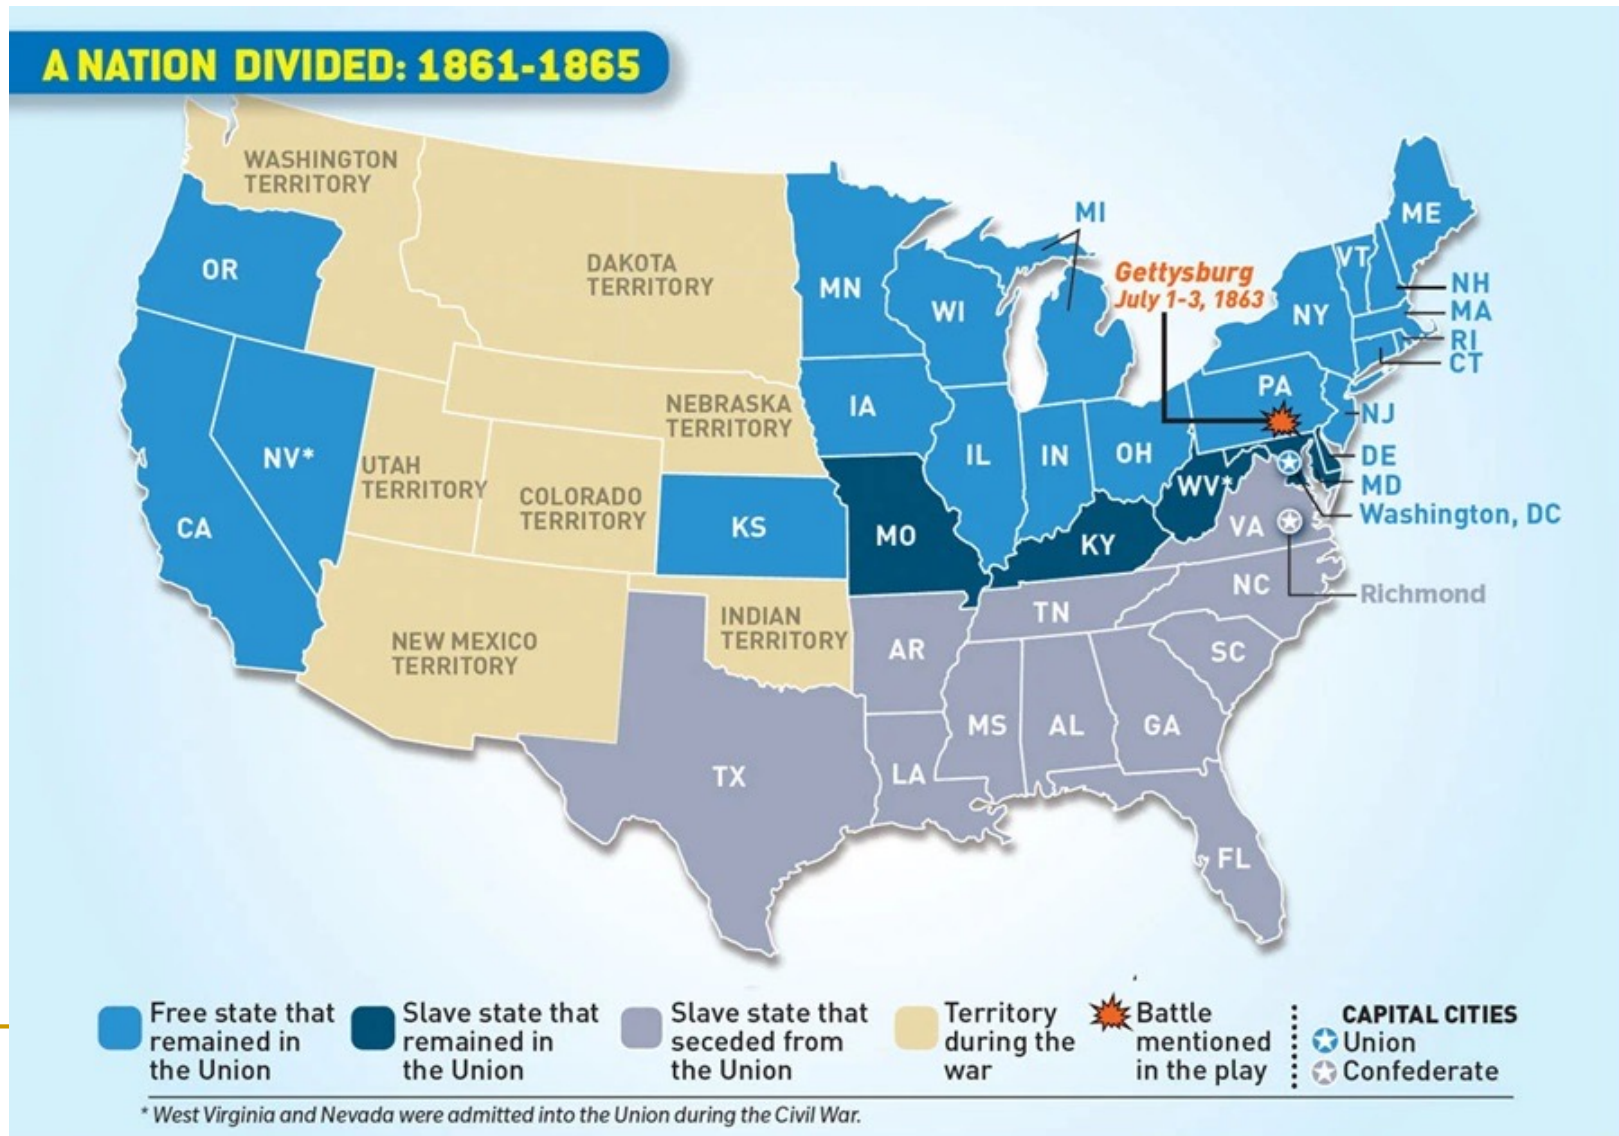 A NATION DIVIDED: 1861-1865
WASHINGTON
TERRITORY
OR
DAKOTA
TERRITORY
MN
WI
MI
Gettysburg
July 1-3, 1863
ME
VT
NH
NY
MA
RI
CT
PA
NJ
IA
NEBRASKA
TERRITORY
NV*
UTAH
TERRITORY
COLORADO
TERRITORY
CA
KS
MO
IL
IN
OH
WV*
KY
DE
MD
Washington, DC
VA
Richmond
NC
TN
SC
NEW MEXICO
TERRITORY
INDIAN
TERRITORY
AR
MS
AL
GA
TX
LA
FL
Free state that
remained in
the Union
Slave state that
remained in
the Union
Slave state that
seceded from
the Union
Territory
during the
war
Battle
mentioned
in the play
CAPITAL CITIES
Union
Confederate
* West Virginia and Nevada were admitted into the Union during the Civil War.